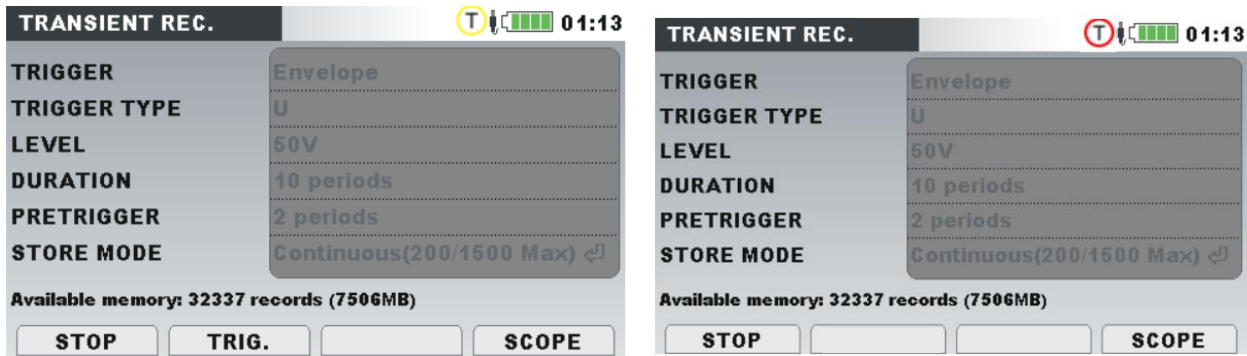 TRANSIENT REC. T 01:13
TRIGGER Envelope
TRIGGER TYPE U
LEVEL 50V
DURATION 10 periods
PRETRIGGER 2 periods
STORE MODE Continuous(200/1500 Max)
Available memory: 32337 records (7506MB)
STOP TRIG. SCOPE
TRANSIENT REC. T 01:13
TRIGGER Envelope
TRIGGER TYPE U
LEVEL 50V
DURATION 10 periods
PRETRIGGER 2 periods
STORE MODE Continuous(200/1500 Max)
Available memory: 32337 records (7506MB)
STOP SCOPE